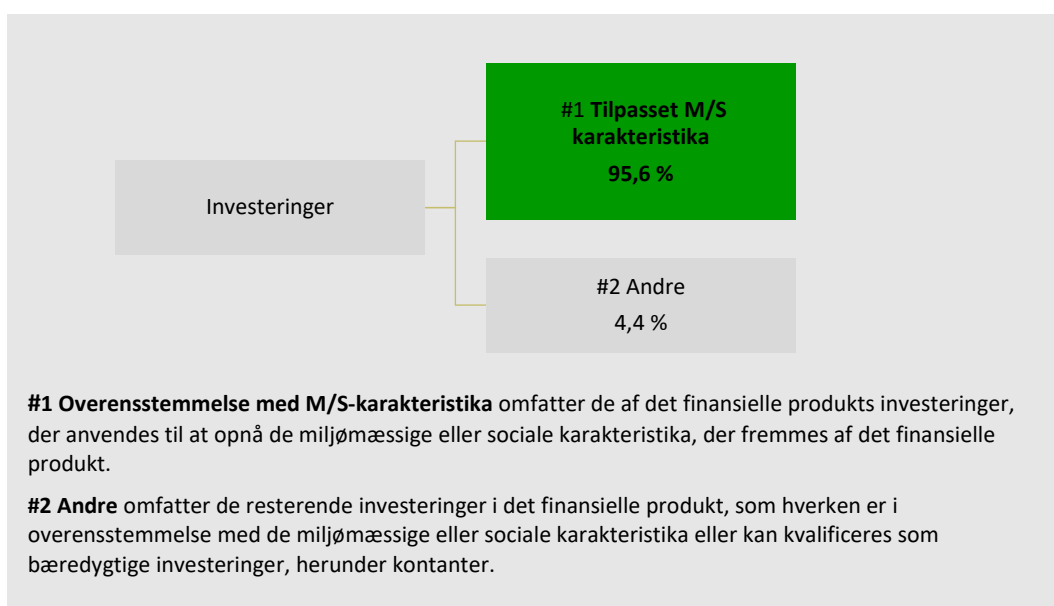 #1 Tilpasset M/S
karakteristika
95,6 %
Investeringer
#2 Andre
4,4 %
#1 Overensstemmelse med M/S-karakteristika omfatter de af det finansielle produkts investeringer,
der anvendes til at opnå de miljømæssige eller sociale karakteristika, der fremmes af det finansielle
produkt.
#2 Andre omfatter de resterende investeringer i det finansielle produkt, som hverken er i
overensstemmelse med de miljømæssige eller sociale karakteristika eller kan kvalificeres som
bæredygtige investeringer, herunder kontanter.